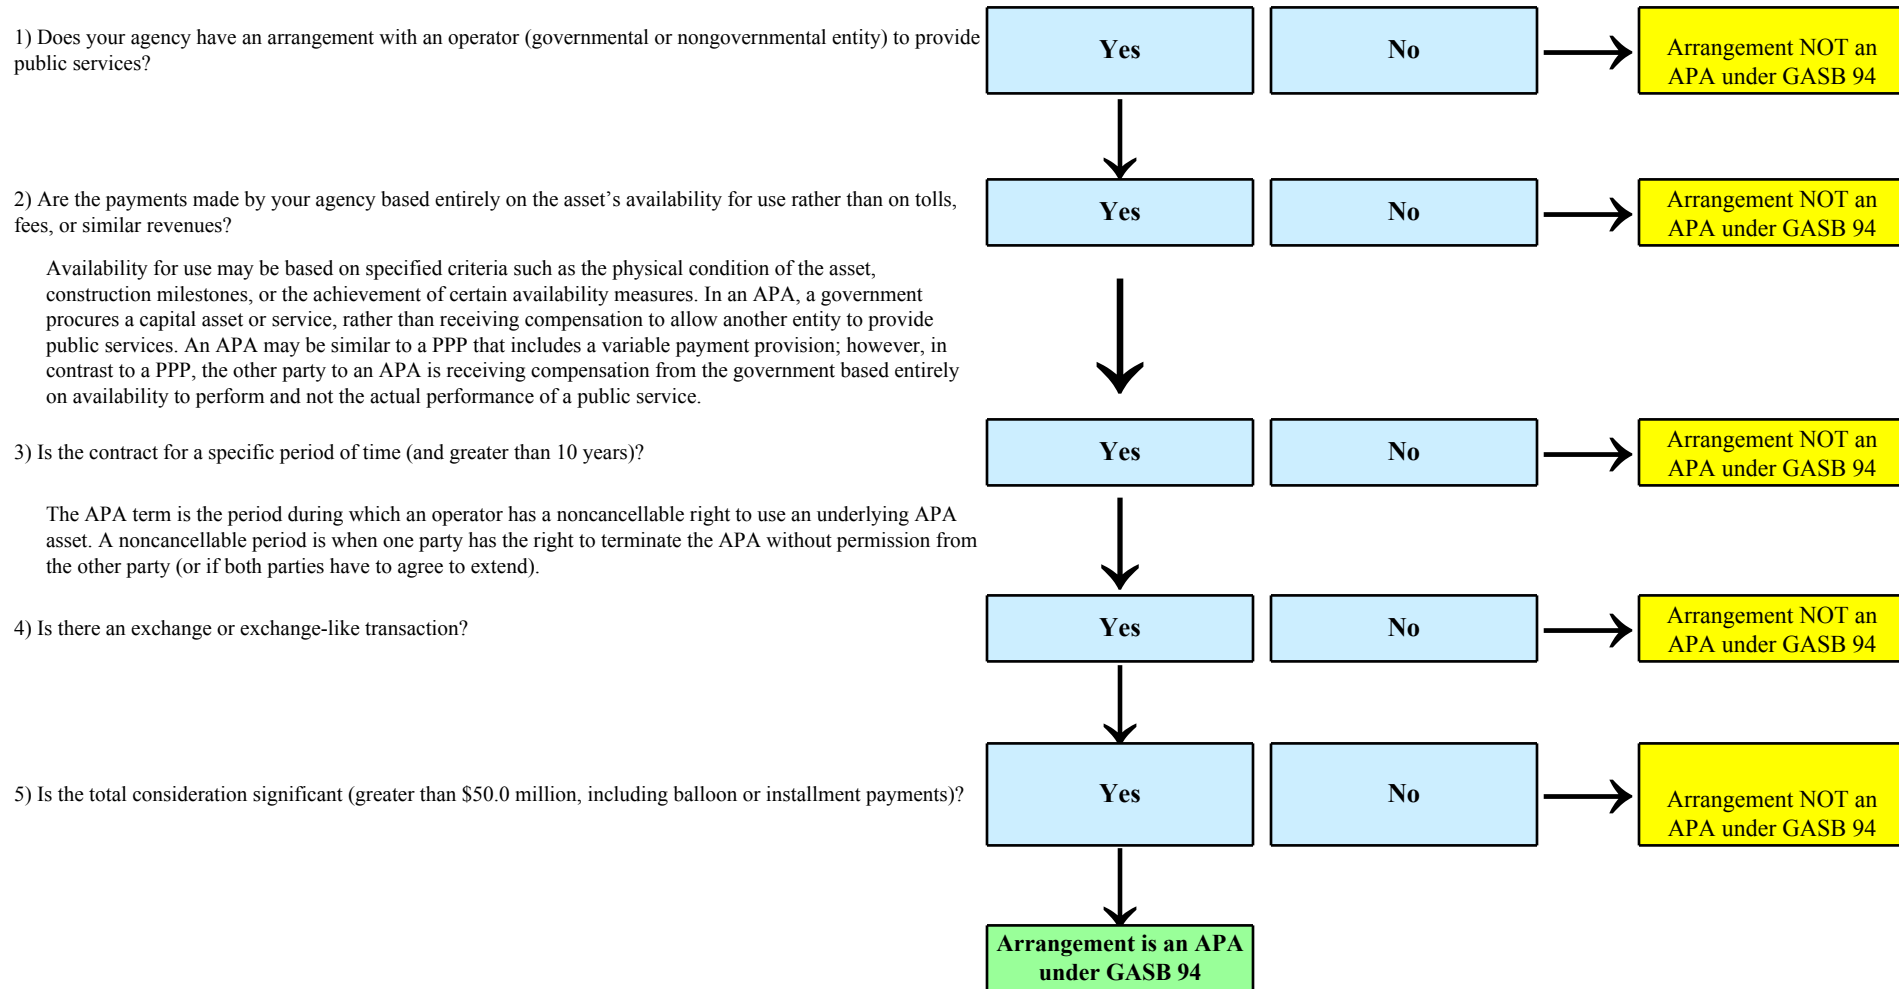 1) Does your agency have an arrangement with an operator (governmental or nongovernmental entity) to provide
public services?
Yes
No
Arrangement NOT an
APA under GASB 94
2) Are the payments made by your agency based entirely on the asset’s availability for use rather than on tolls,
fees, or similar revenues?
Yes
No
Arrangement NOT an
APA under GASB 94
Availability for use may be based on specified criteria such as the physical condition of the asset,
construction milestones, or the achievement of certain availability measures. In an APA, a government
procures a capital asset or service, rather than receiving compensation to allow another entity to provide
public services. An APA may be similar to a PPP that includes a variable payment provision; however, in
contrast to a PPP, the other party to an APA is receiving compensation from the government based entirely
on availability to perform and not the actual performance of a public service.
3) Is the contract for a specific period of time (and greater than 10 years)?
Yes
No
Arrangement NOT an
APA under GASB 94
The APA term is the period during which an operator has a noncancellable right to use an underlying APA
asset. A noncancellable period is when one party has the right to terminate the APA without permission from
the other party (or if both parties have to agree to extend).
4) Is there an exchange or exchange-like transaction?
Yes
No
Arrangement NOT an
APA under GASB 94
5) Is the total consideration significant (greater than $50.0 million, including balloon or installment payments)?
Yes
No
Arrangement NOT an
APA under GASB 94
Arrangement is an APA
under GASB 94